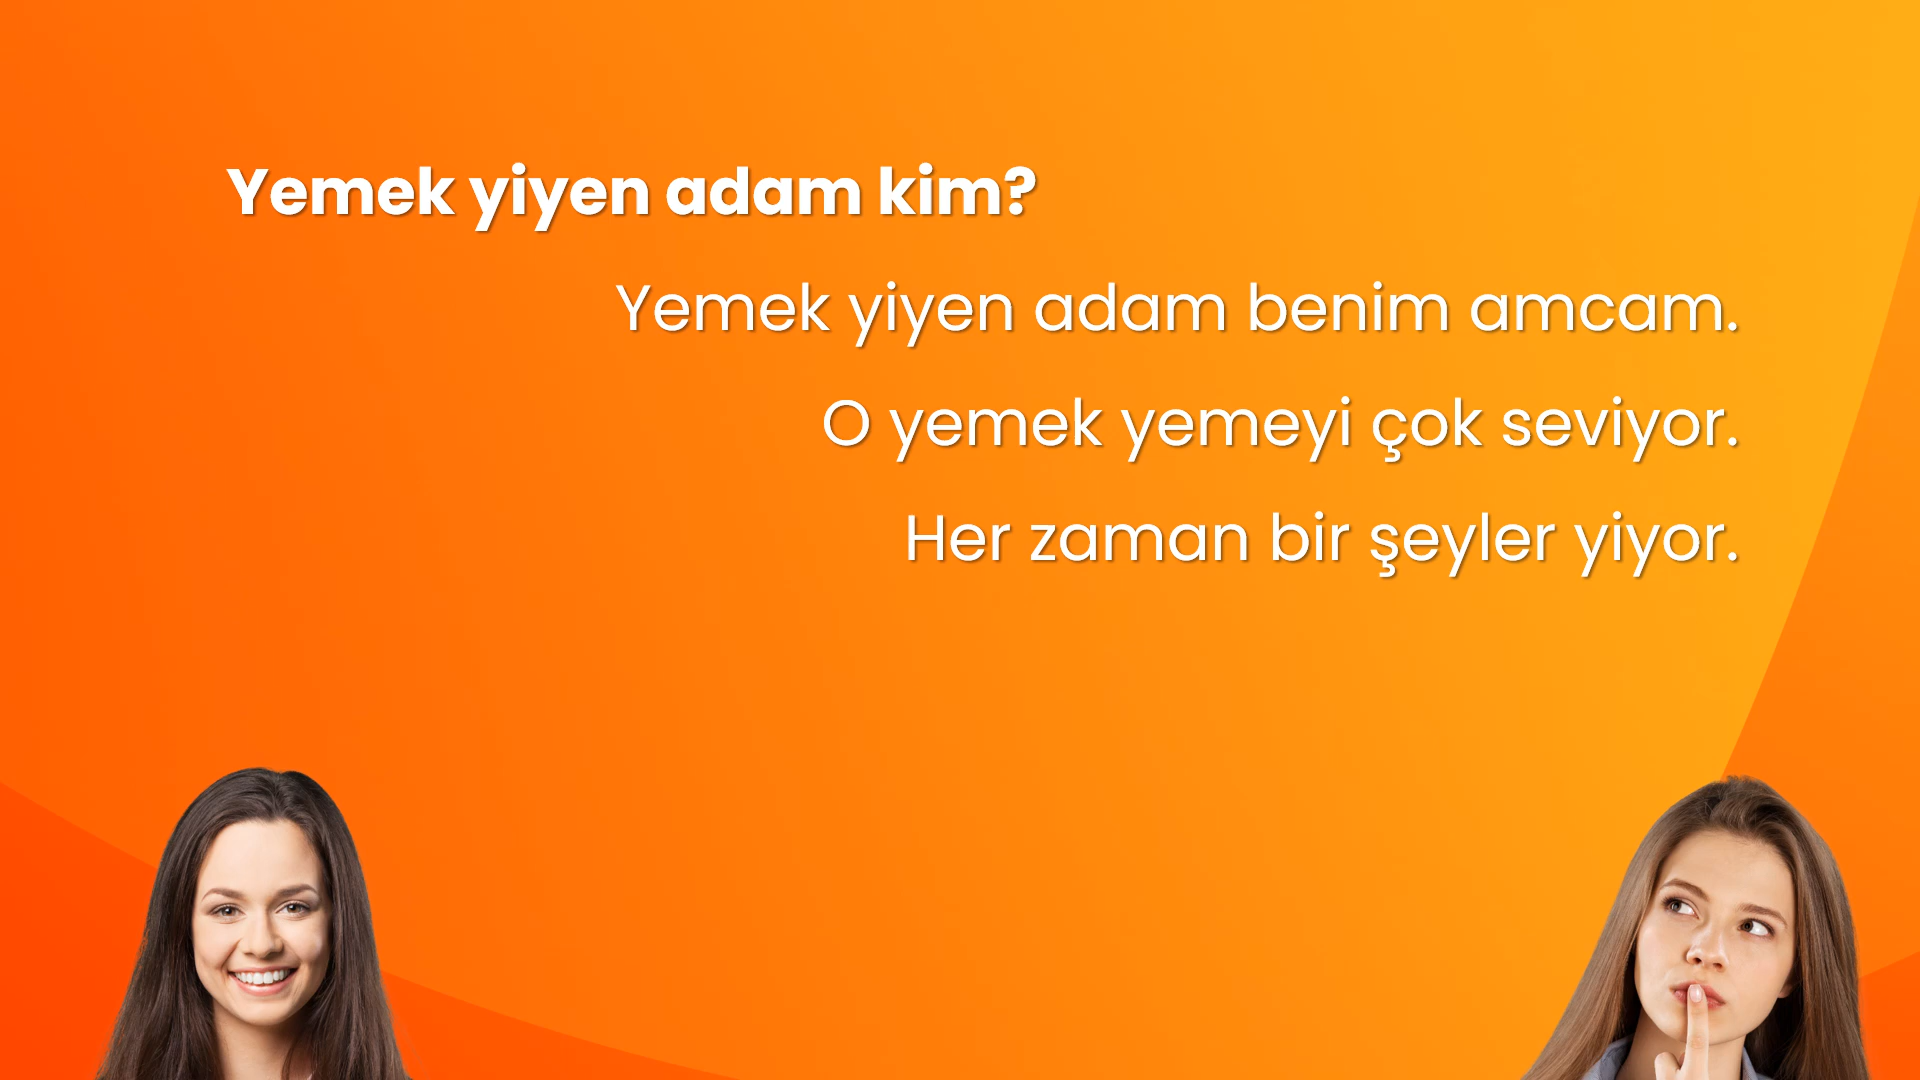 Yemek yiyen adam kim?
Yemek yiyen adam benim amcam.
O yemek yemeyi çok seviyor.
Her zaman bir şeyler yiyor.